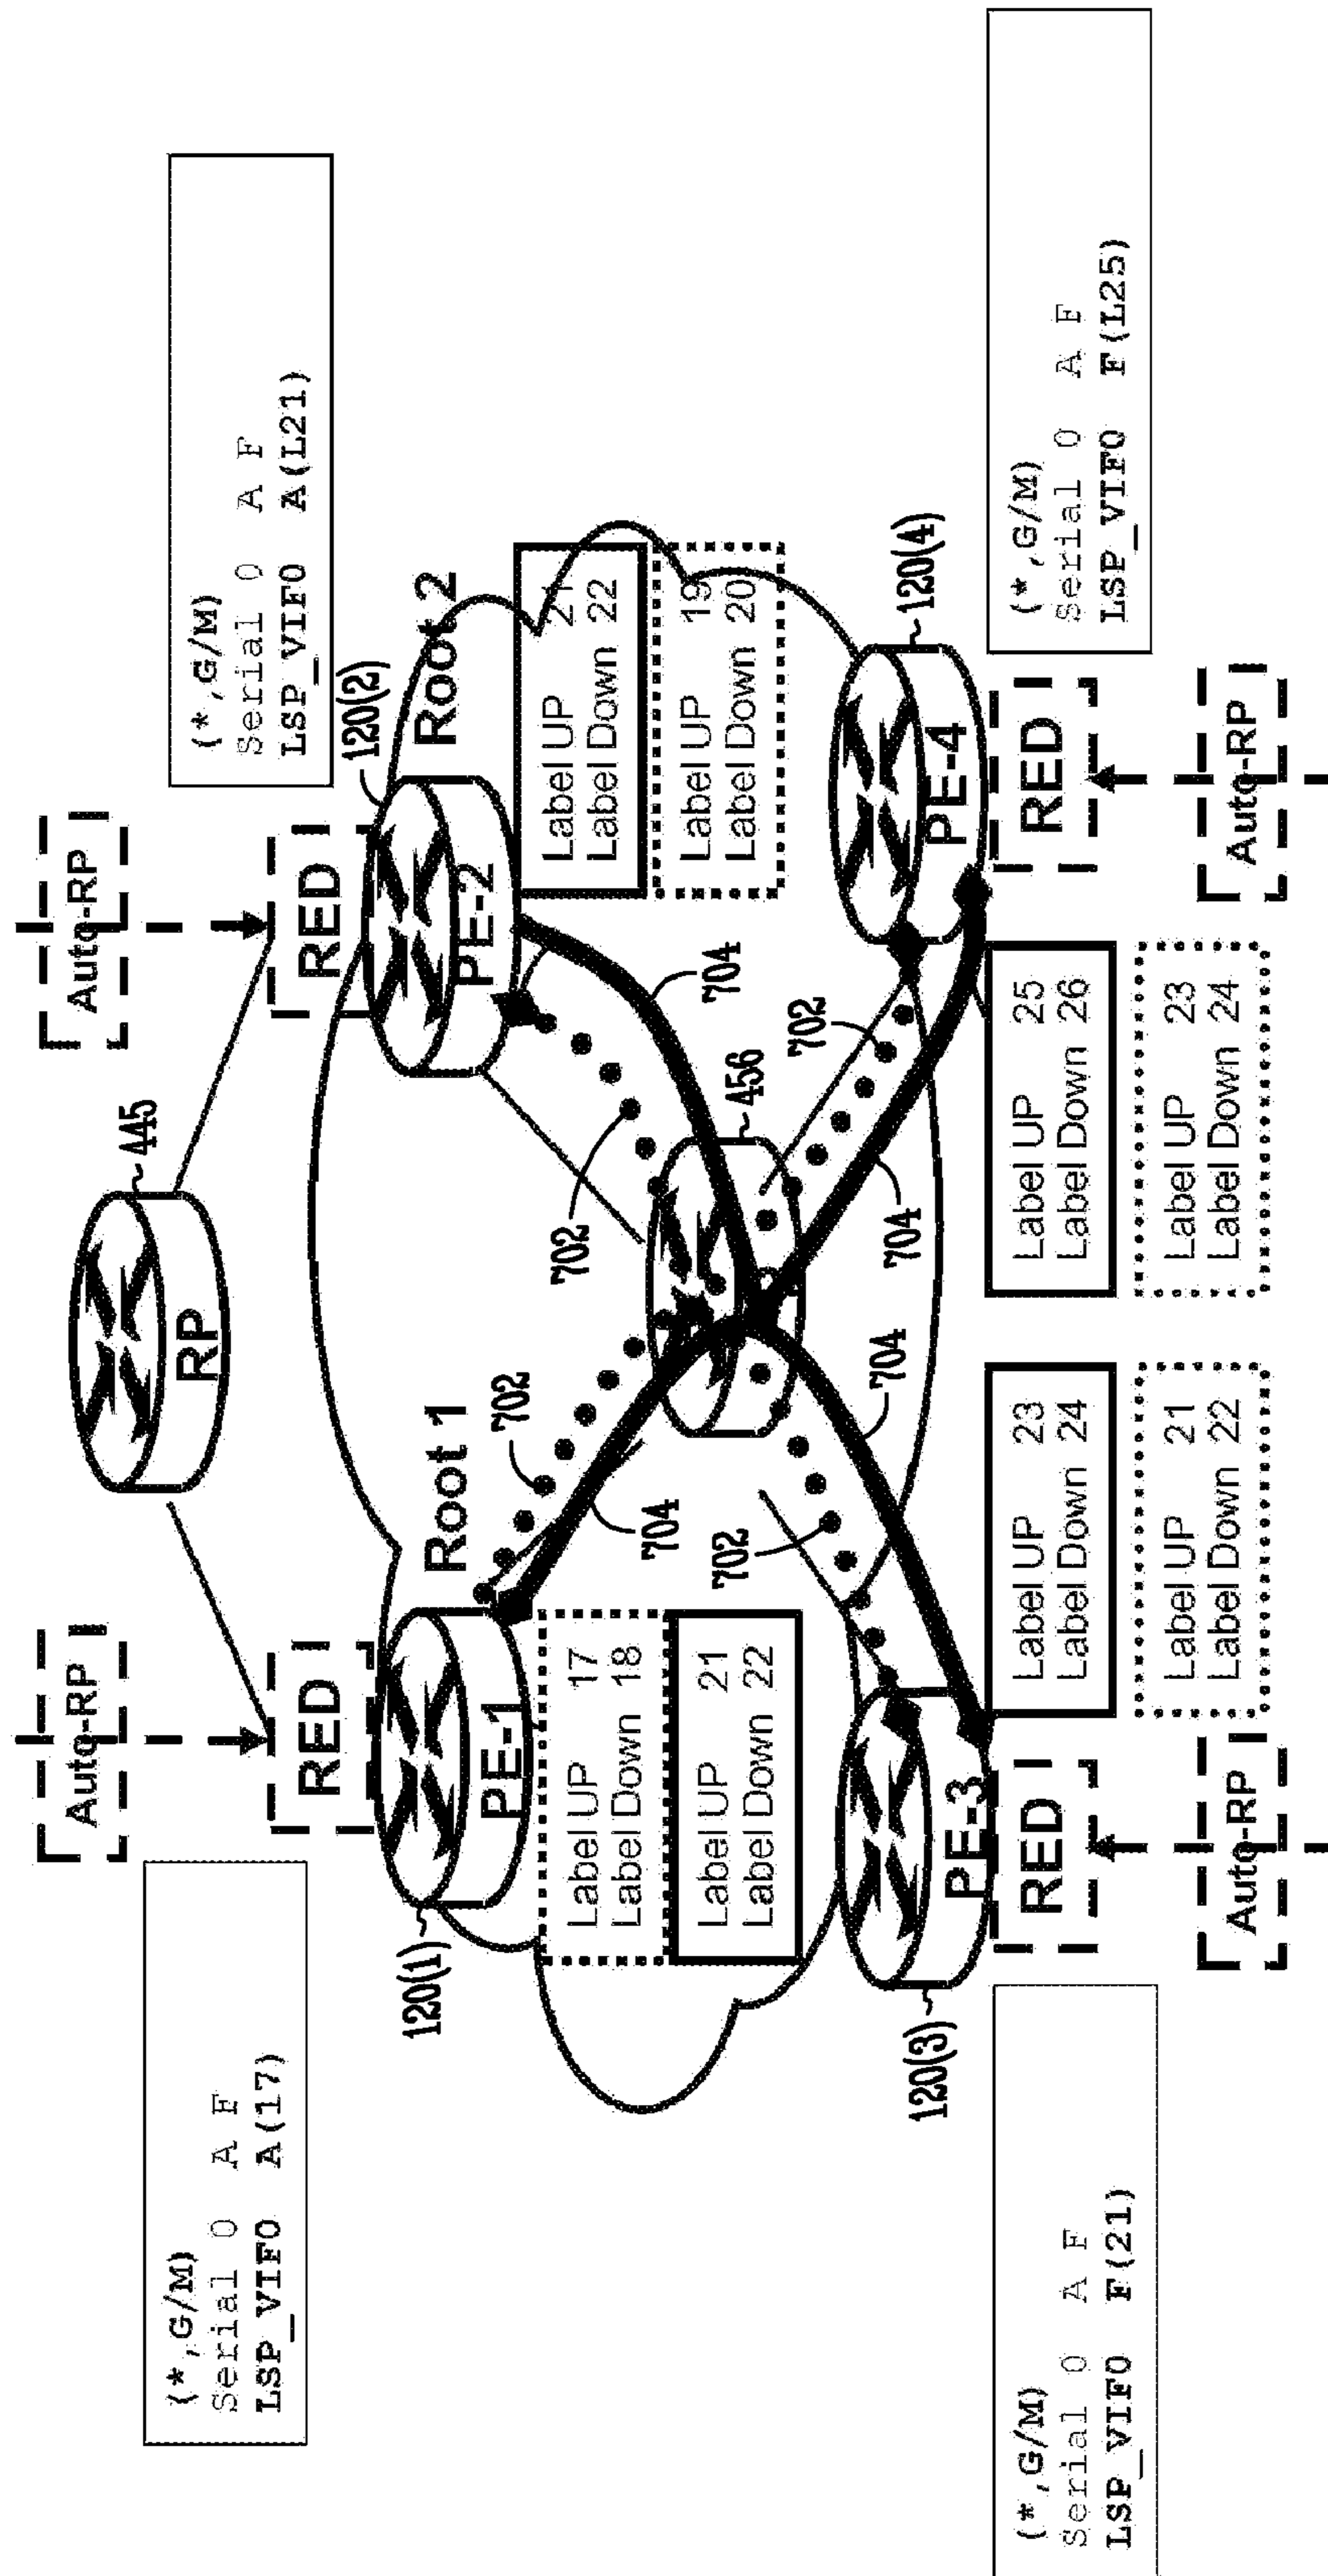 Auto-RP
Auto-RP
445
RP
(*,G/M)
Serial 0 A F
LSP_VIF0 A(17)
(*,G/M)
Serial 0 A F
LSP_VIF0 A(L21)
RED
RED
120(1)
PE-1
Root 1
120(2)
PE-2
Root 2
Label UP 17
Label Down 18
Label UP 21
Label Down 22
702
704
702
702
704
456
704
702
704
Label UP 21
Label Down 22
Label UP 19
Label Down 20
120(3)
PE-3
RED
PE-4
120(4)
RED
(*,G/M)
Serial 0 A F
LSP_VIF0 F(21)
Label UP 23
Label Down 24
Label UP 21
Label Down 22
Label UP 25
Label Down 26
Label UP 23
Label Down 24
(*,G/M)
Serial 0 A F
LSP_VIF0 F(L25)
Auto-RP
Auto-RP